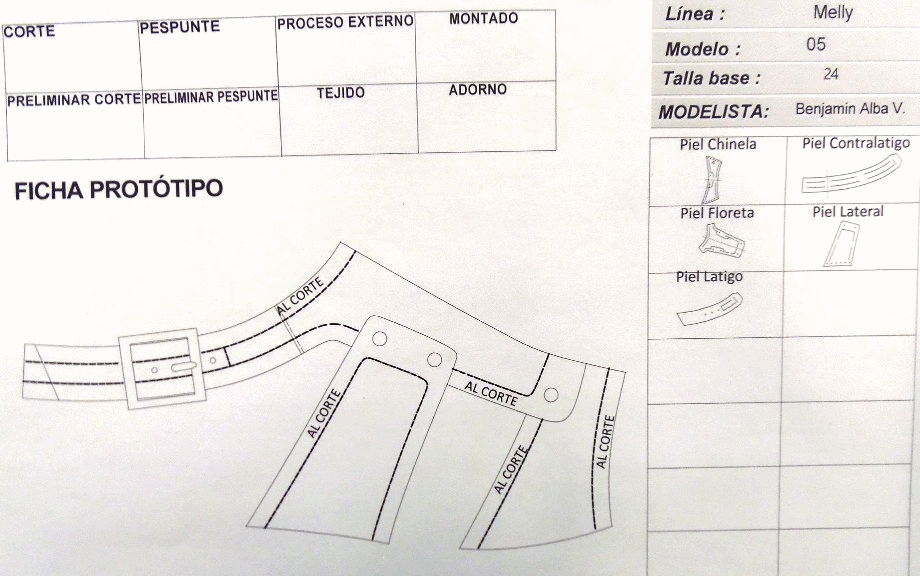 CORTE
PESPUNTE
PROCESO EXTERNO
MONTADO
PRELIMINAR CORTE
PRELIMINAR PESPUNTE
TEJIDO
ADORNO
Línea : Melly
Modelo : 05
Talla base : 24
MODELISTA: Benjamin Alba V.
Piel Chinela
Piel Contralatigo
Piel Floreta
Piel Lateral
Piel Latigo
FICHA PROTÓTIPO
AL CORTE
AL CORTE
AL CORTE
AL CORTE
AL CORTE